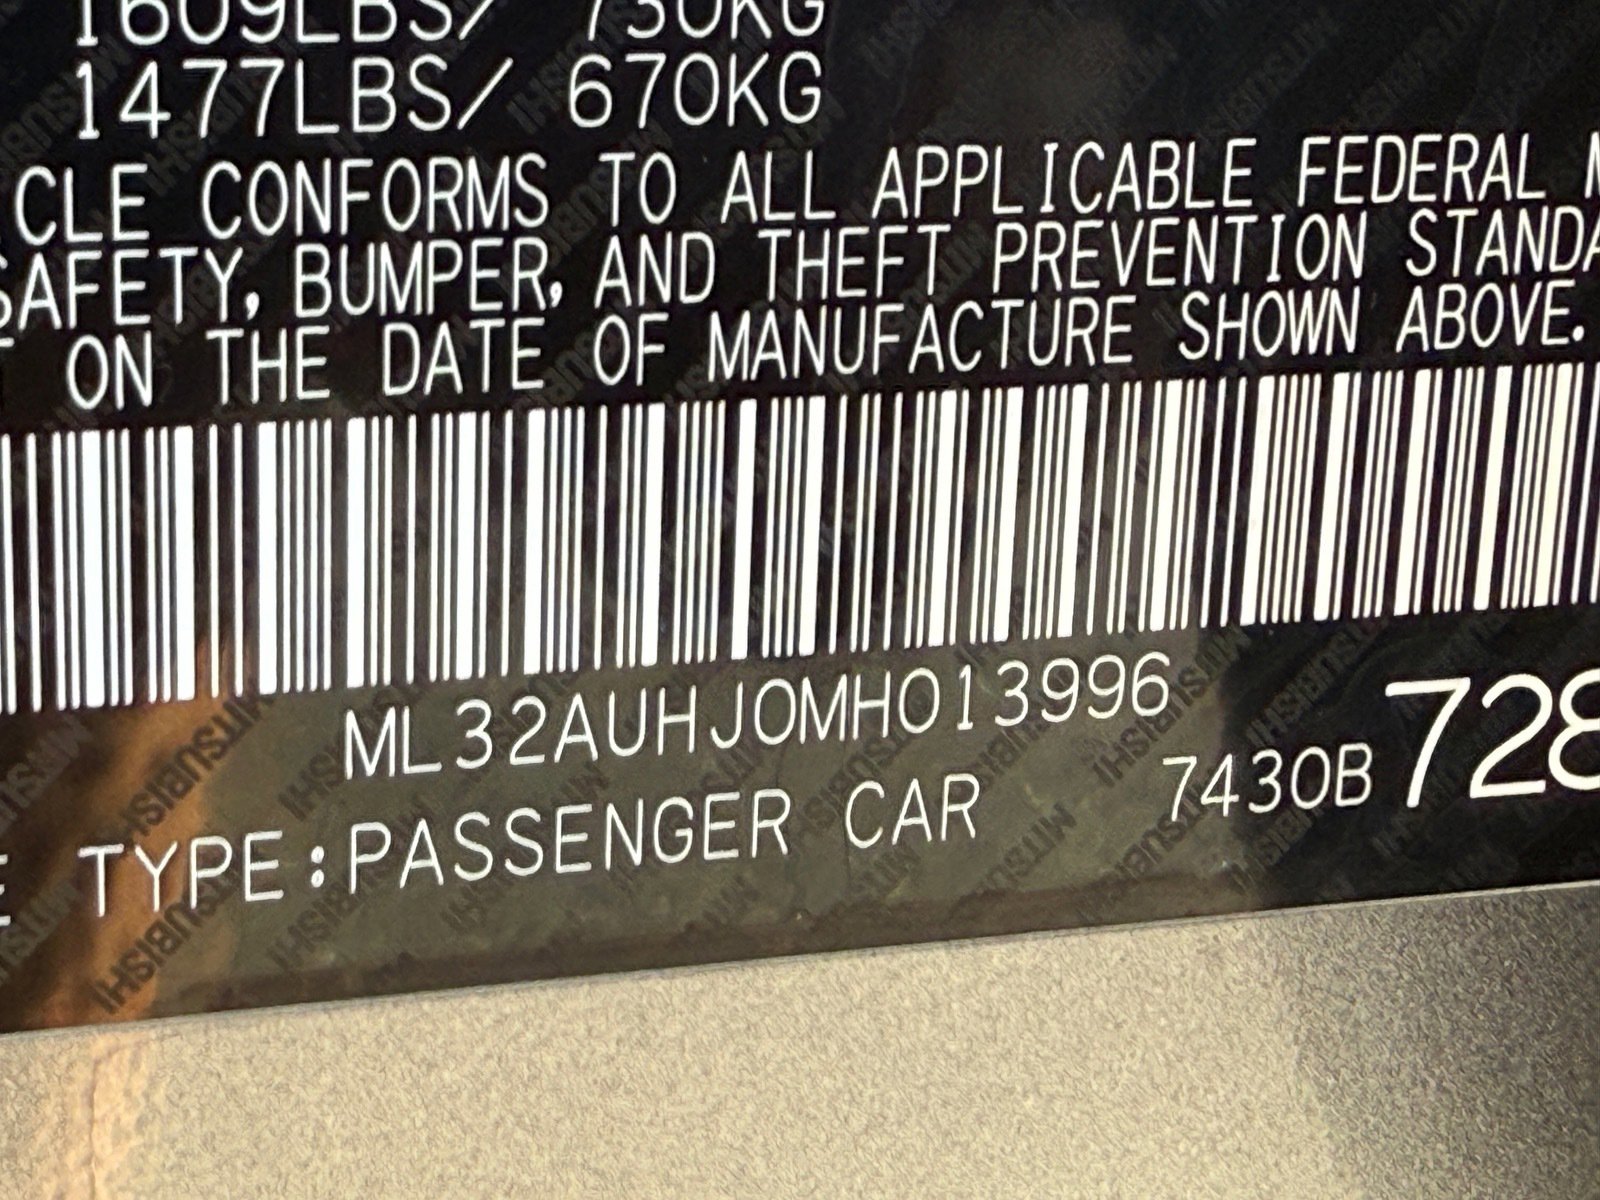 1609LBS/ 730KG
1477LBS/ 670KG
CLE CONFORMS TO ALL APPLICABLE FEDERAL M
SAFETY, BUMPER, AND THEFT PREVENTION STANDA
T ON THE DATE OF MANUFACTURE SHOWN ABOVE.
ML32AUHJ0MH013996
E TYPE:PASSENGER CAR 7430B 728